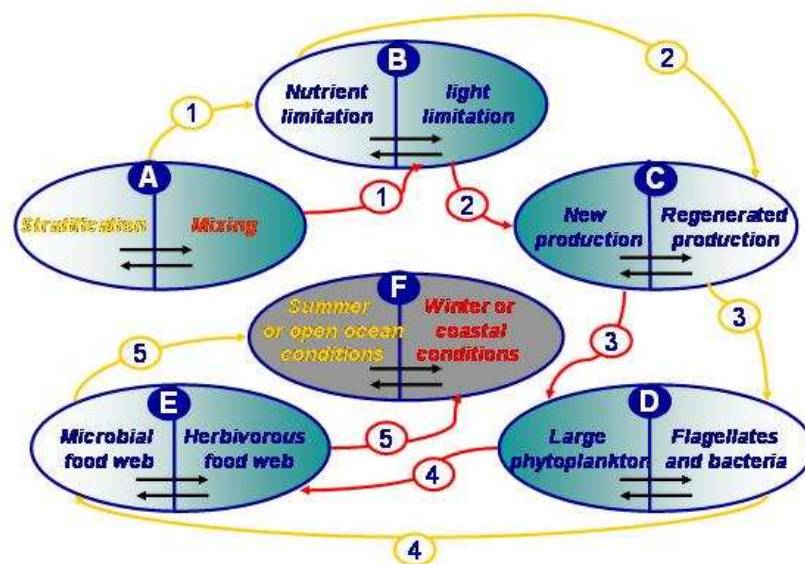 B
Nutrient limitation
light limitation
2
1
A
Stratification
Mixing
1
2
C
New production
Regenerated production
F
Summer or open ocean conditions
Winter or coastal conditions
3
3
5
E
Microbial food web
Herbivorous food web
5
4
D
Large phytoplankton
Flagellates and bacteria
4